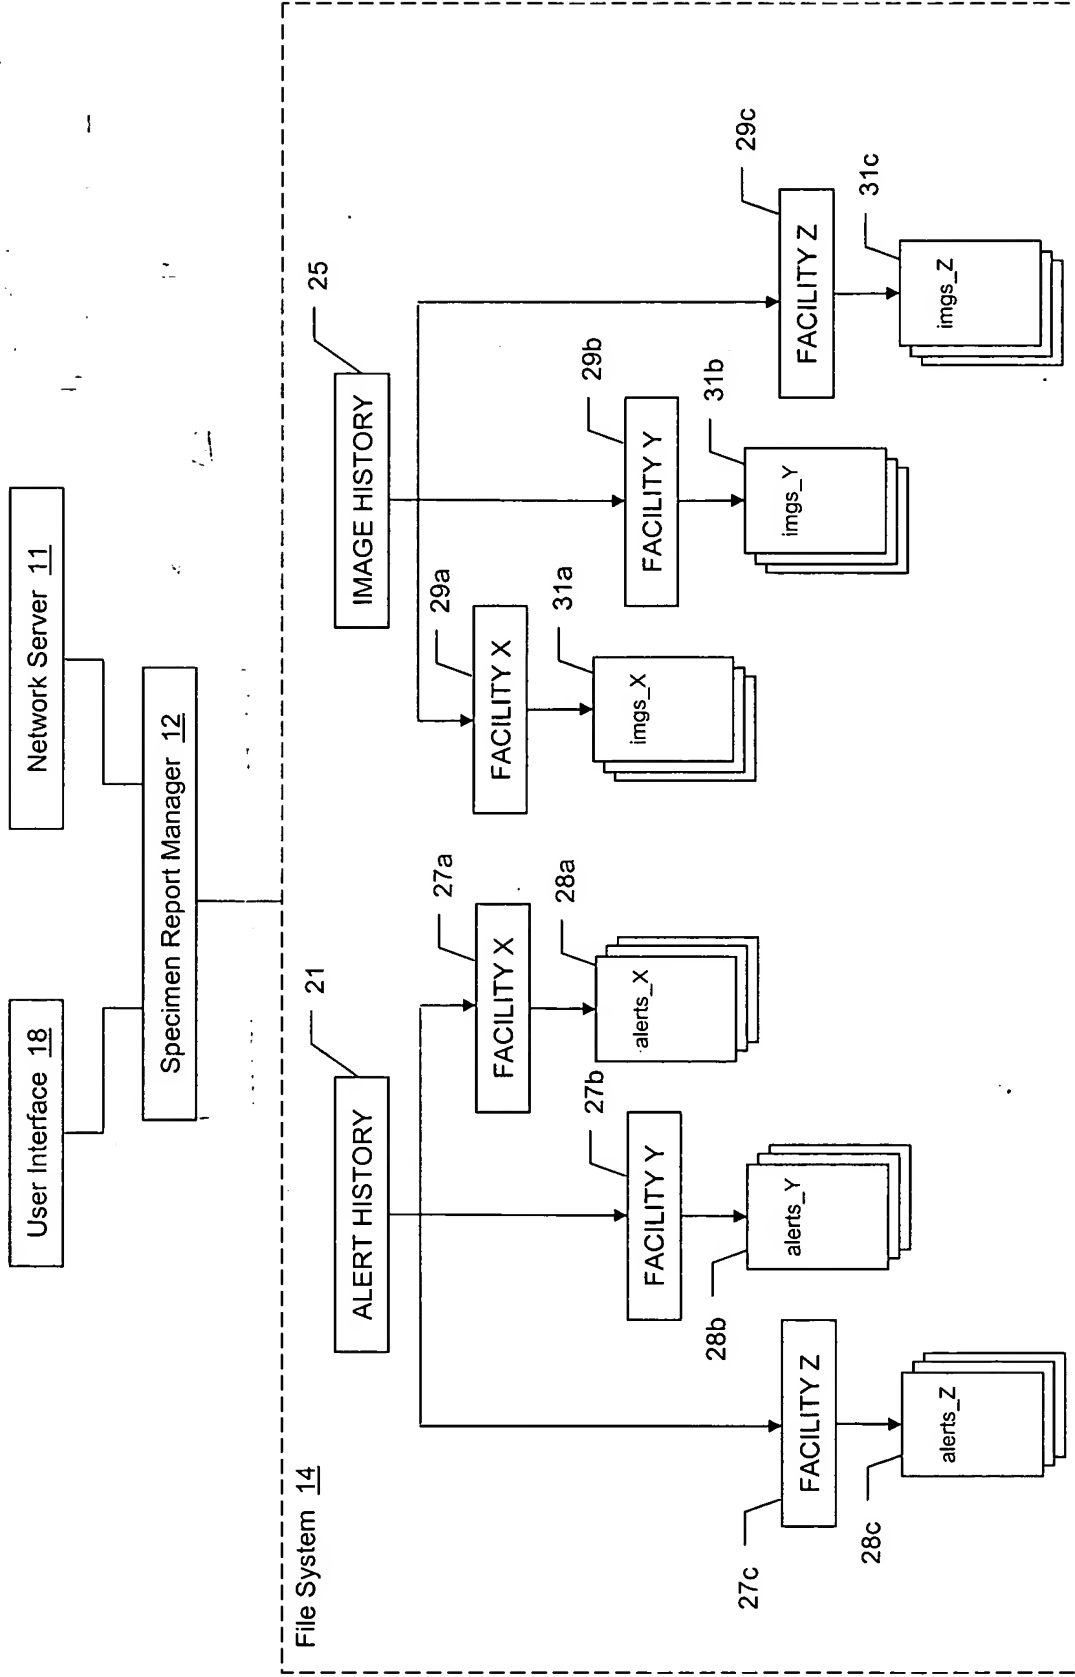 User Interface 18
Network Server 11
Specimen Report Manager 12
File System 14
ALERT HISTORY
21
IMAGE HISTORY
25
FACILITY X
27a
alerts_X
28a
FACILITY Y
27b
alerts_Y
28b
FACILITY Z
27c
alerts_Z
28c
FACILITY X
29a
imgs_X
31a
FACILITY Y
29b
imgs_Y
31b
FACILITY Z
29c
imgs_Z
31c